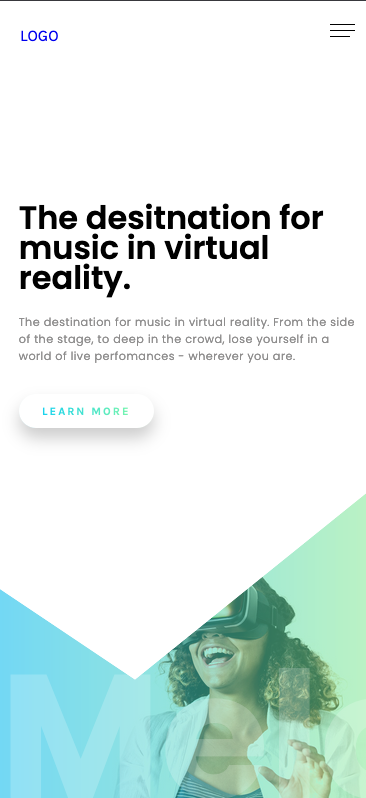 LOGO
The desitnation for
music in virtual
reality.
The destination for music in virtual reality. From the side
of the stage, to deep in the crowd, lose yourself in a
world of live perfomances - wherever you are.
LEARN MORE